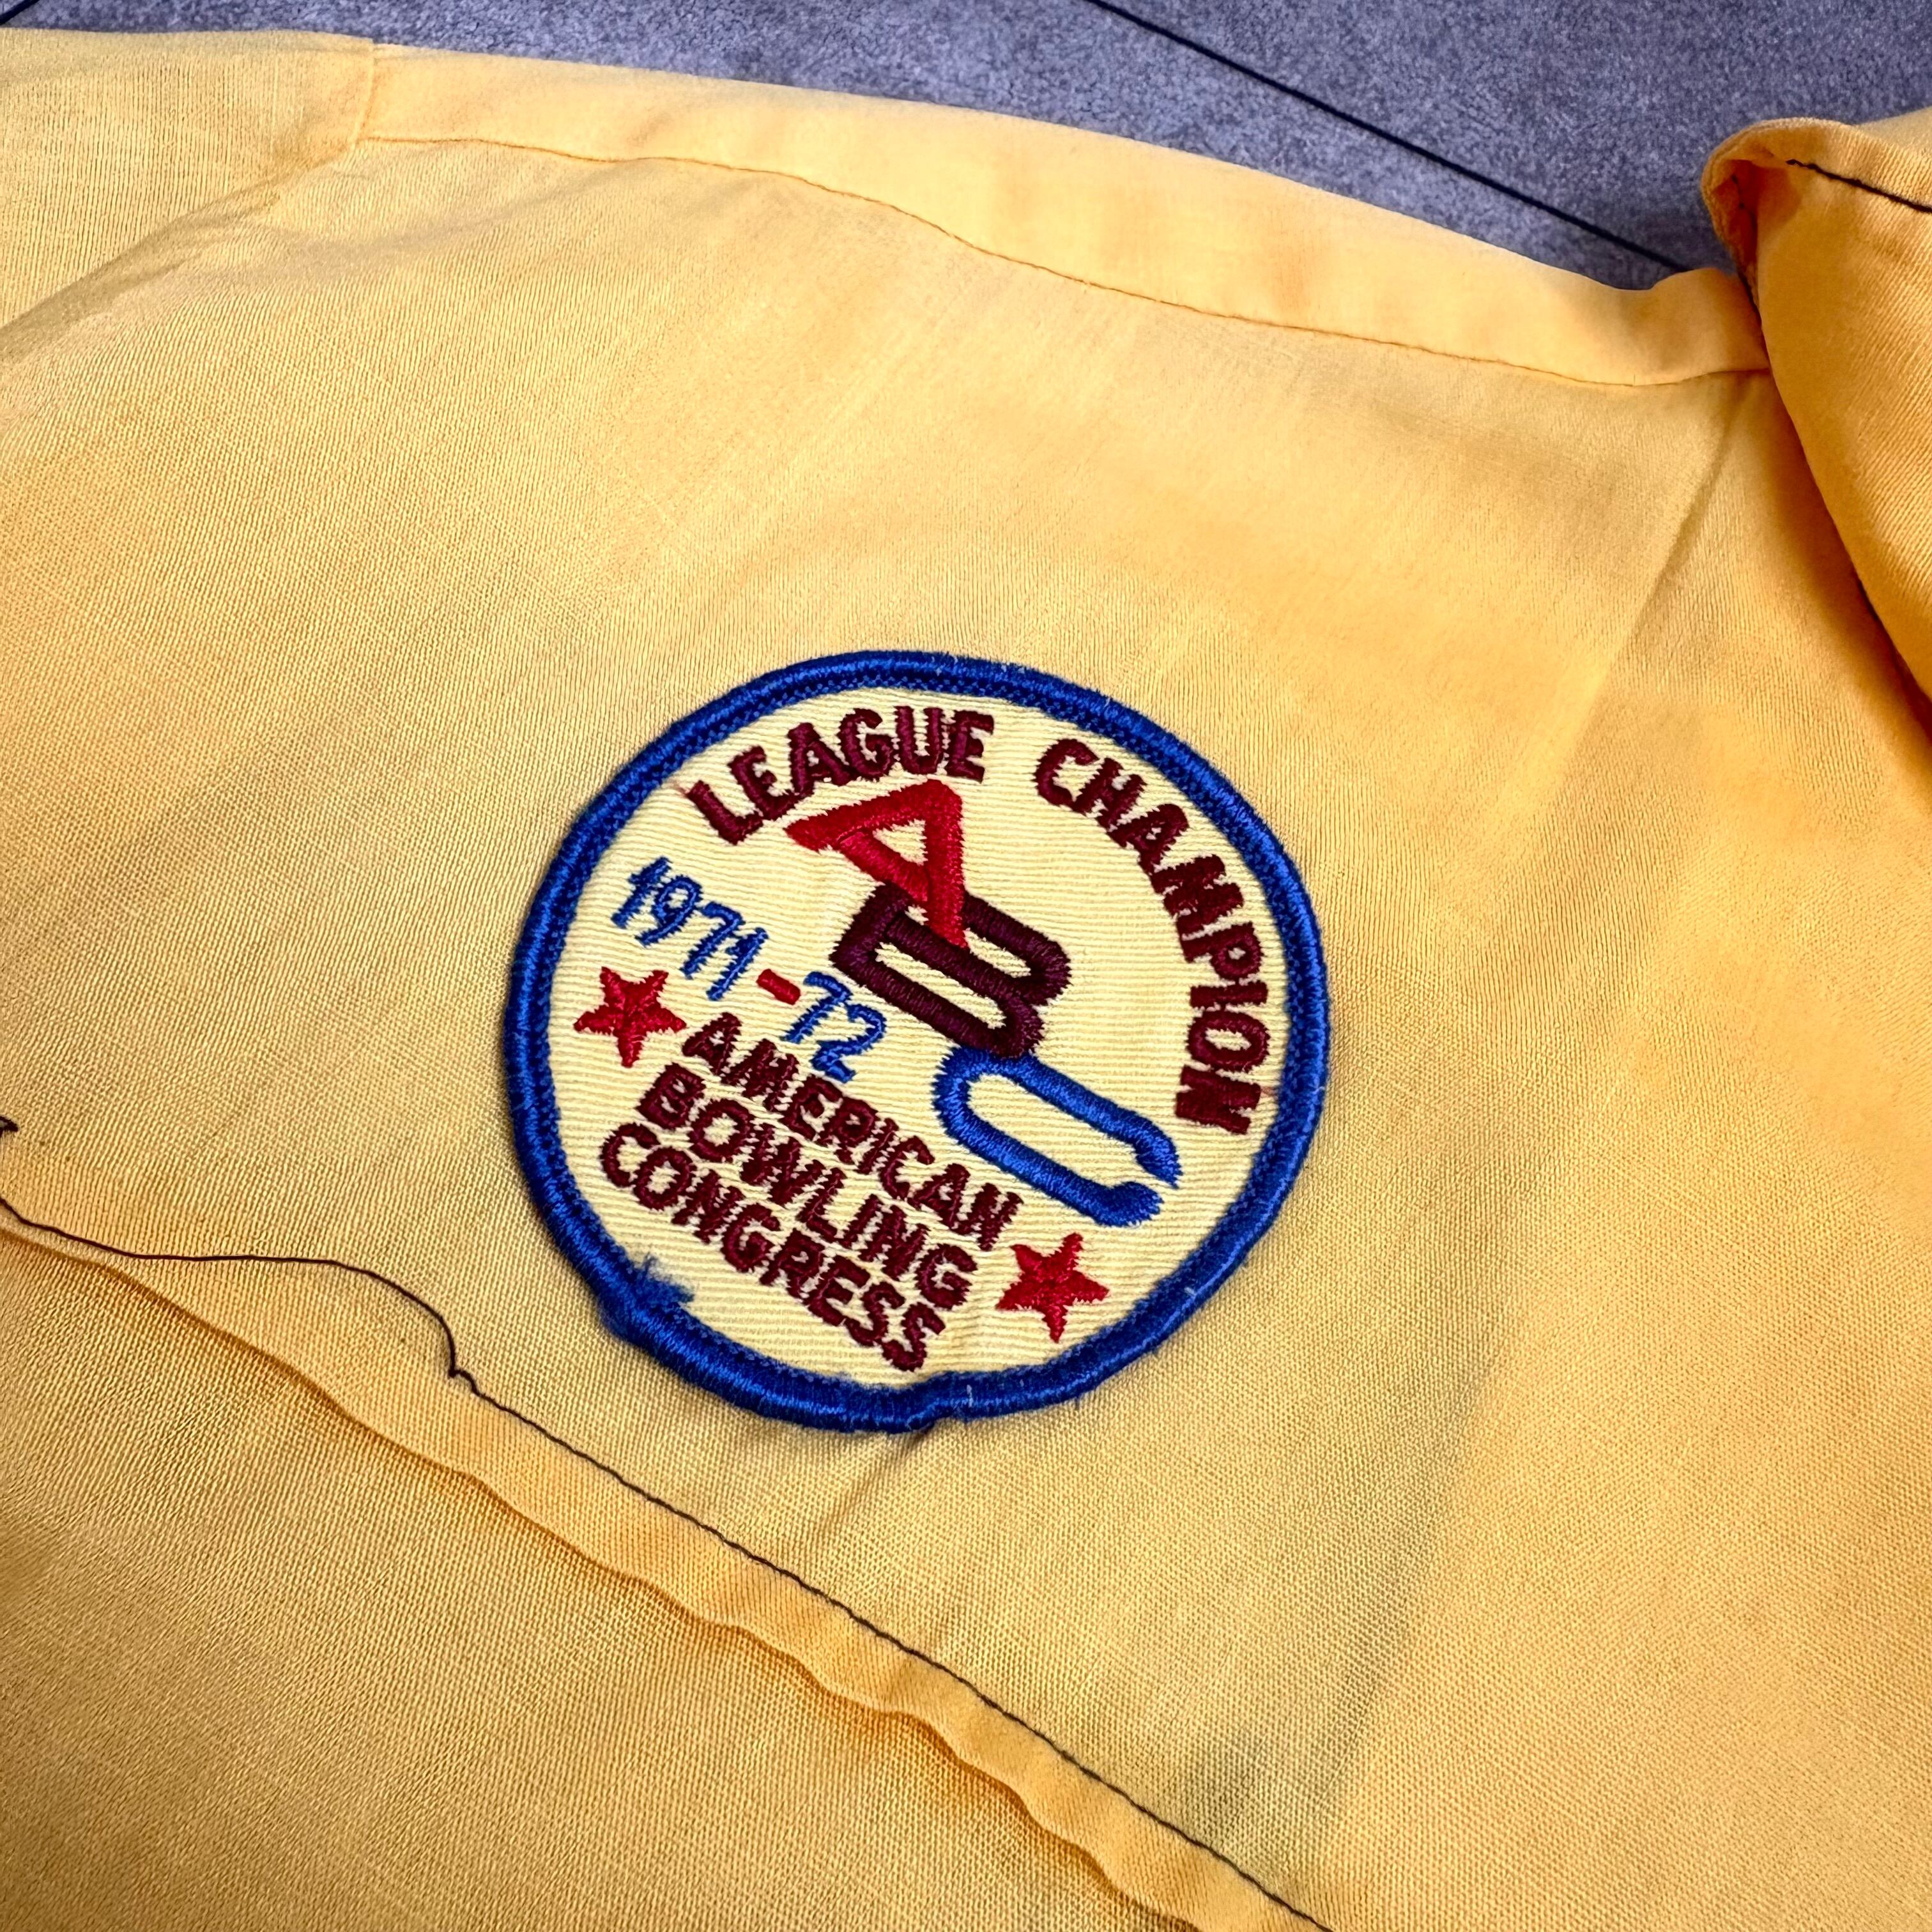 LEAGUE CHAMPION
ABC
1971-72
AMERICAN
BOWLING
CONGRESS